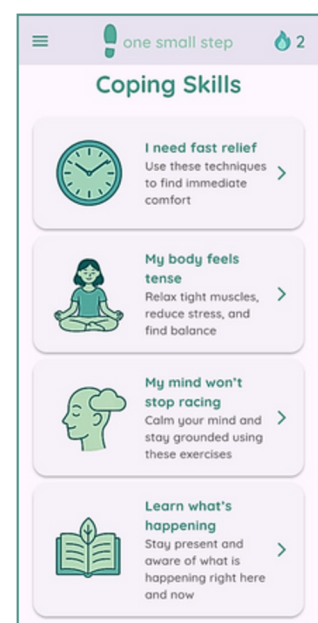 one small step
2
Coping Skills
I need fast relief
Use these techniques
to find immediate
comfort
My body feels
tense
Relax tight muscles,
reduce stress, and
find balance
My mind won't
stop racing
Calm your mind and
stay grounded using
these exercises
Learn what's
happening
Stay present and
aware of what is
happening right here
and now